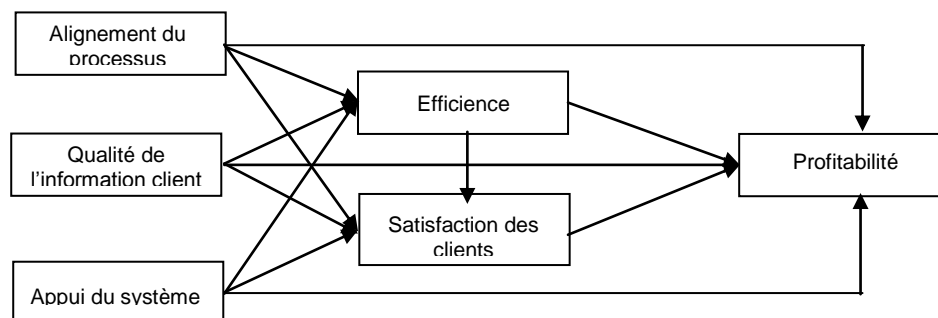 Alignement du
processus
Efficience
Qualité de
l'information client
Profitabilité
Satisfaction des
clients
Appui du système